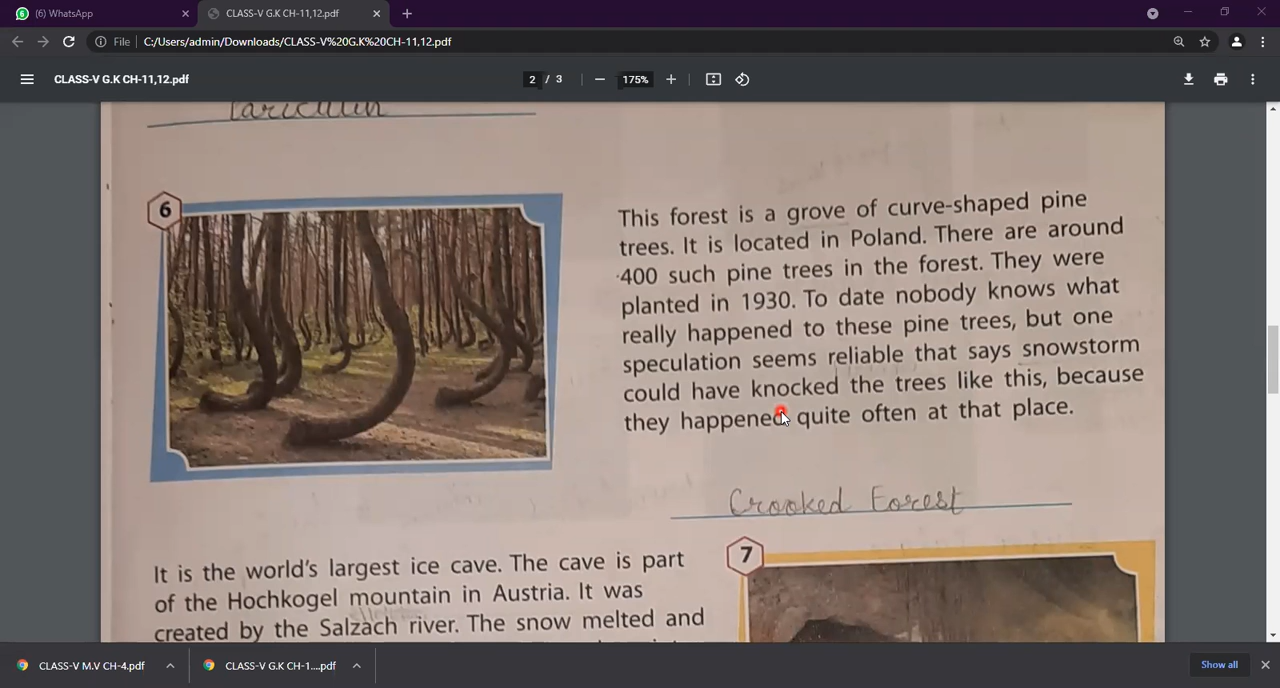 (6) WhatsApp
CLASS-V G.K CH-11,12.pdf
File
C:/Users/admin/Downloads/CLASS-V%20G.K%20CH-11,12.pdf
CLASS-V G.K CH-11,12.pdf
2 / 3
175%
6
This forest is a grove of curve-shaped pine
trees. It is located in Poland. There are around
400 such pine trees in the forest. They were
planted in 1930. To date nobody knows what
really happened to these pine trees, but one
speculation seems reliable that says snowstorm
could have knocked the trees like this, because
they happened quite often at that place.
Crooked Forest
7
It is the world's largest ice cave. The cave is part
of the Hochkogel mountain in Austria. It was
created by the Salzach river. The snow melted and
CLASS-V M.V CH-4.pdf
CLASS-V G.K CH-1....pdf
Show all